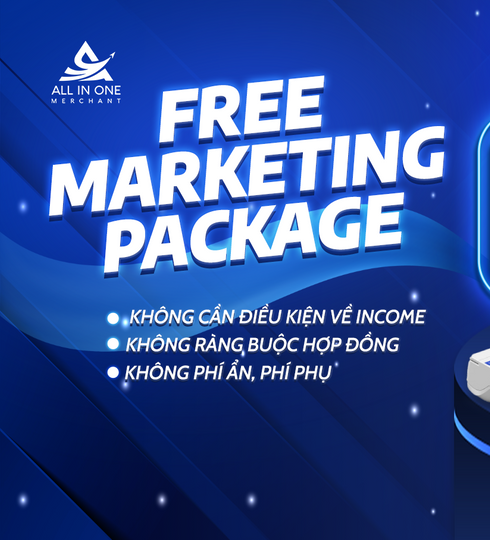 ALL IN ONE
MERCHANT
FREE
MARKETING
PACKAGE
KHÔNG CẦN ĐIỀU KIỆN VỀ INCOME
KHÔNG RÀNG BUỘC HỢP ĐỒNG
KHÔNG PHÍ ẨN, PHÍ PHỤ